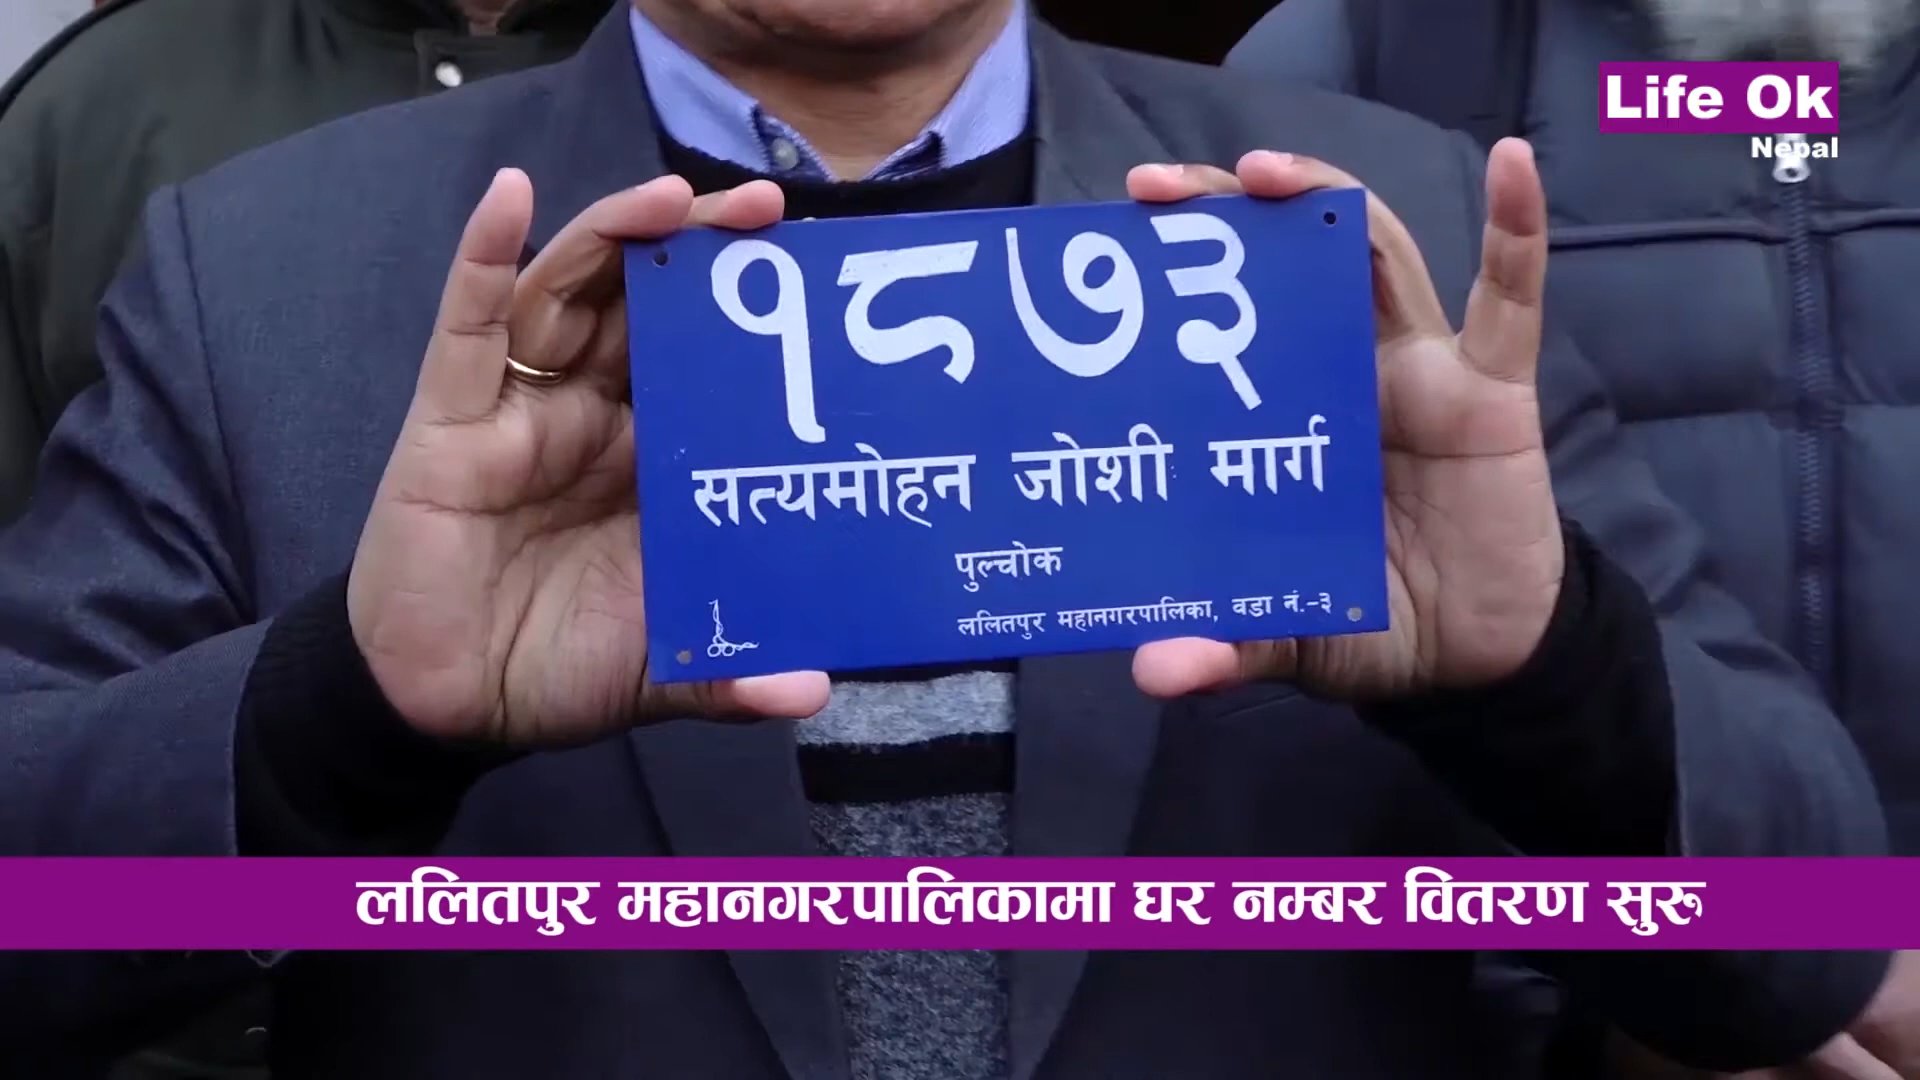 Life Ok
Nepal
१८७३
सत्यमोहन जोशी मार्ग
पुल्चोक
ललितपुर महानगरपालिका, वडा नं.-३
ललितपुर महानगरपालिकामा घर नम्बर वितरण सुरु